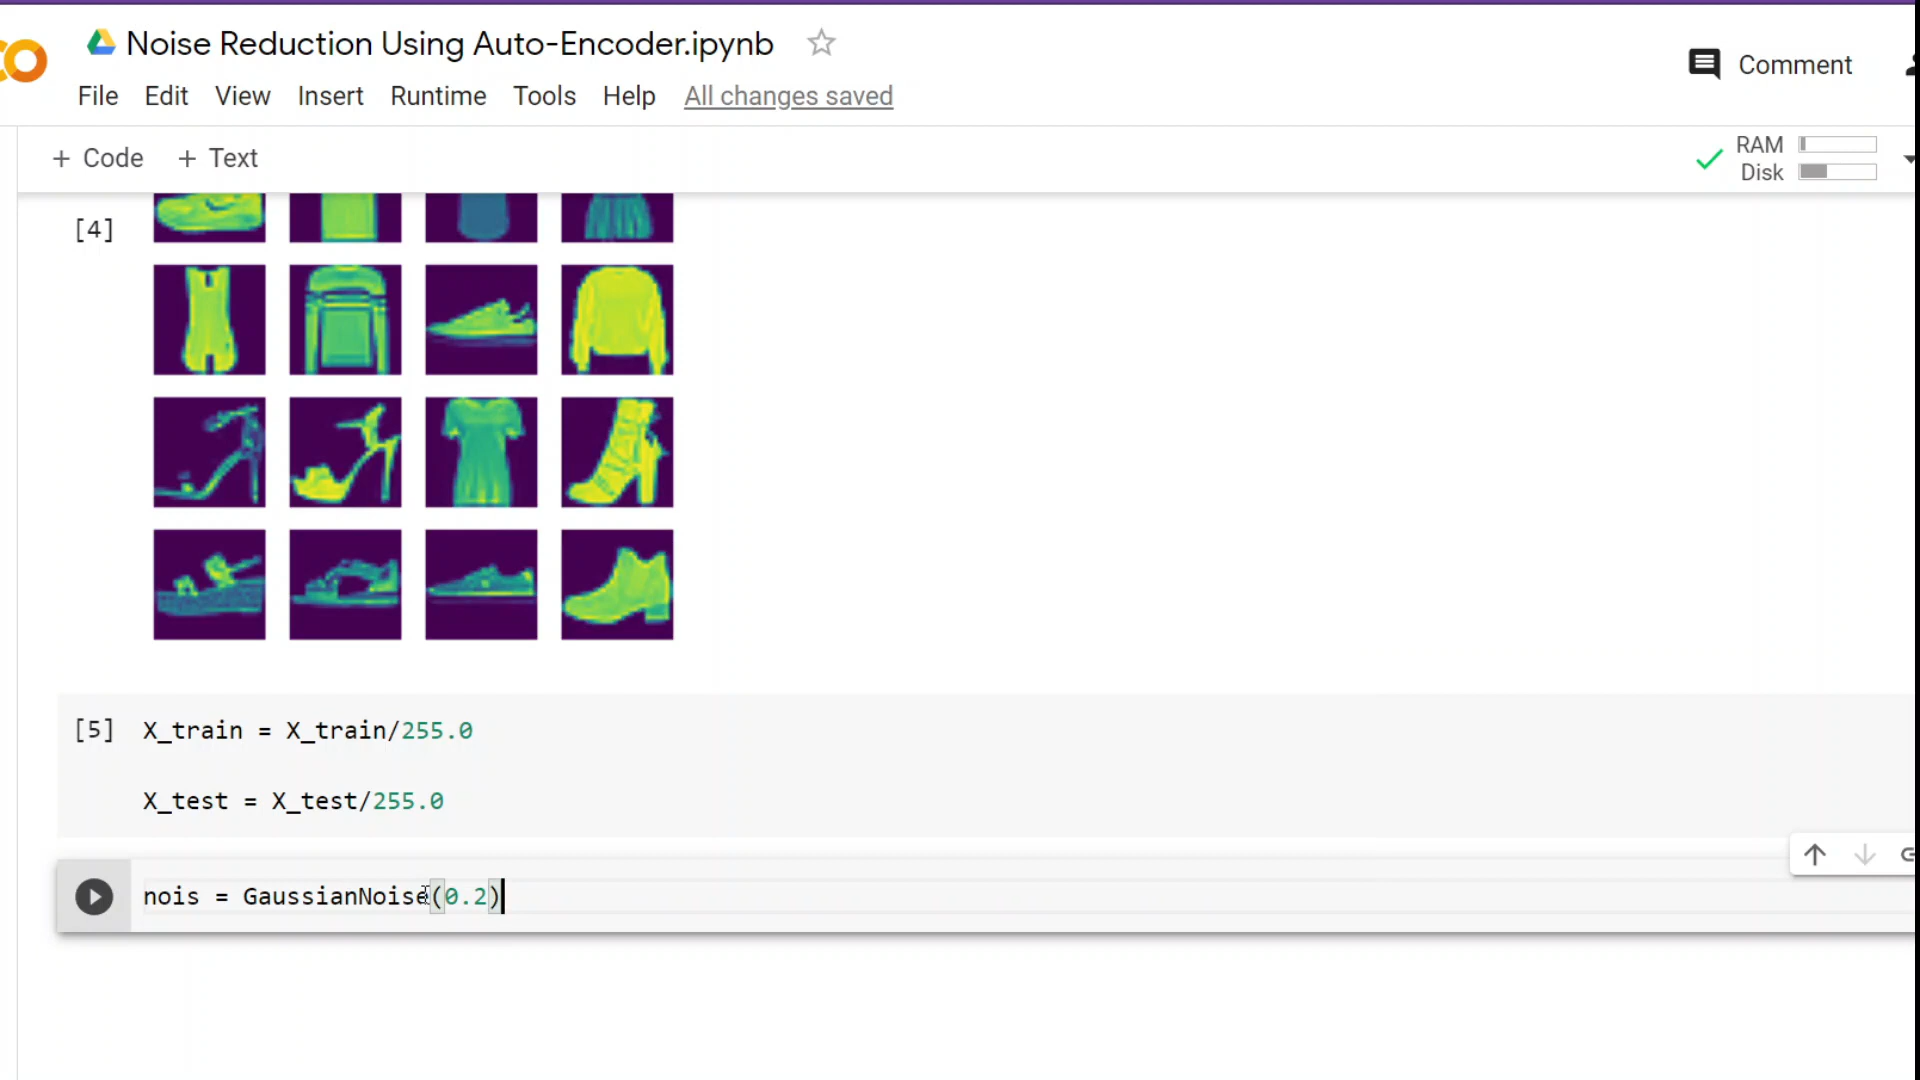 Noise Reduction Using Auto-Encoder.ipynb
Comment
File Edit View Insert Runtime Tools Help All changes saved
+ Code + Text
RAM
Disk
[4]
[5] X_train = X_train/255.0
X_test = X_test/255.0
nois = GaussianNoise(0.2)